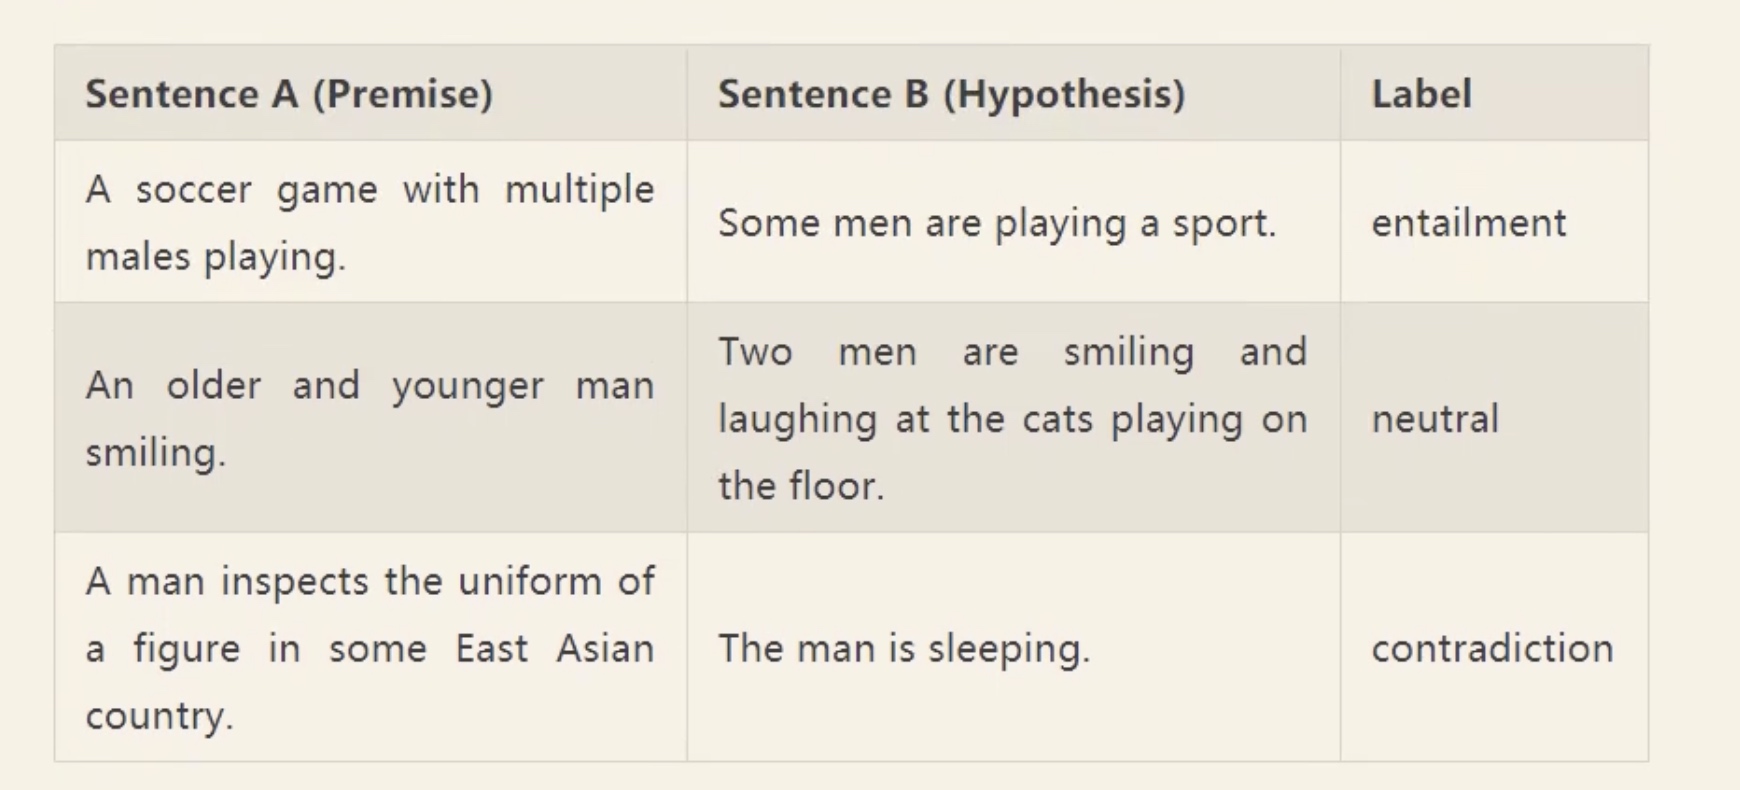 Sentence A (Premise)
Sentence B (Hypothesis)
Label
A soccer game with multiple
males playing.
Some men are playing a sport.
entailment
An older and younger man
smiling.
Two men are smiling and
laughing at the cats playing on
the floor.
neutral
A man inspects the uniform of
a figure in some East Asian
country.
The man is sleeping.
contradiction